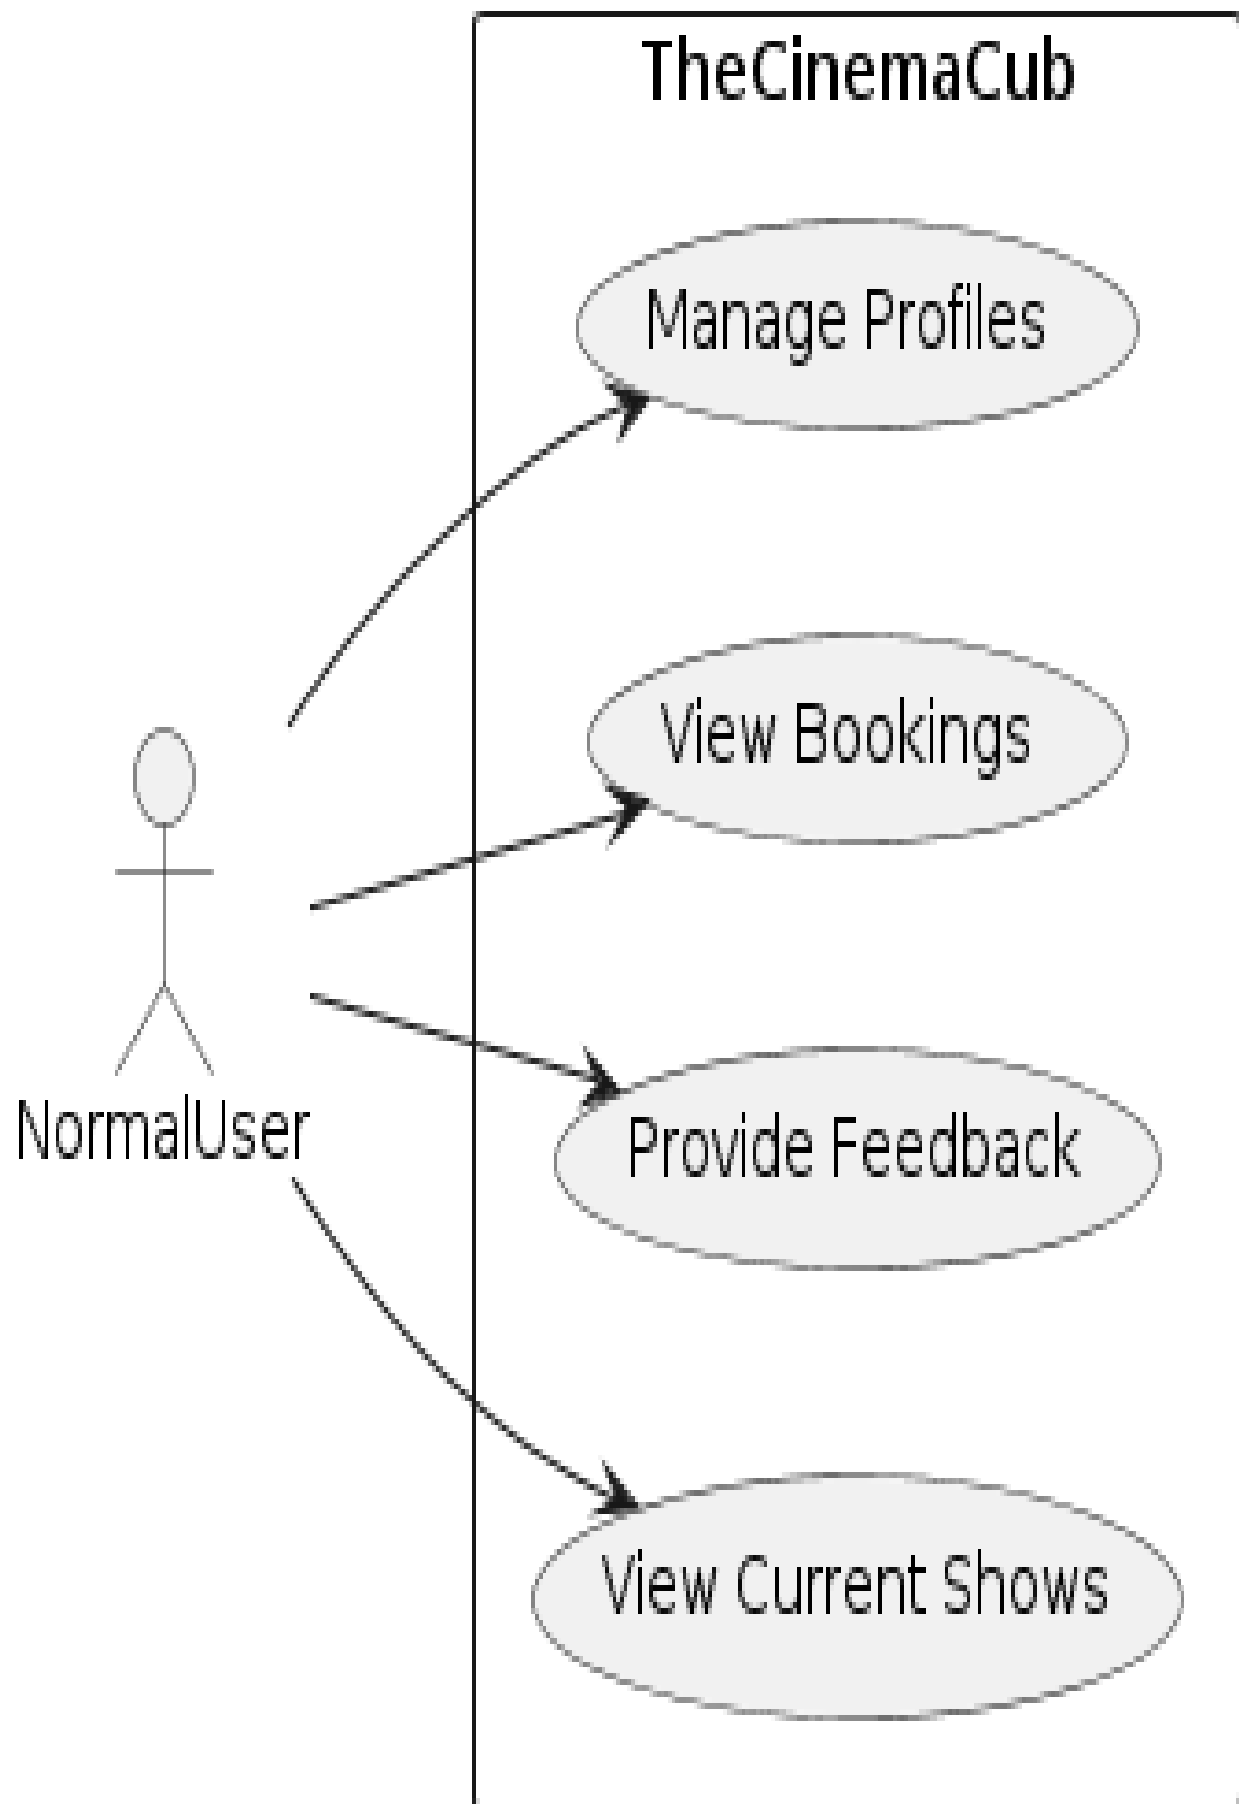 TheCinemaCub
Manage Profiles
View Bookings
Provide Feedback
NormalUser
View Current Shows